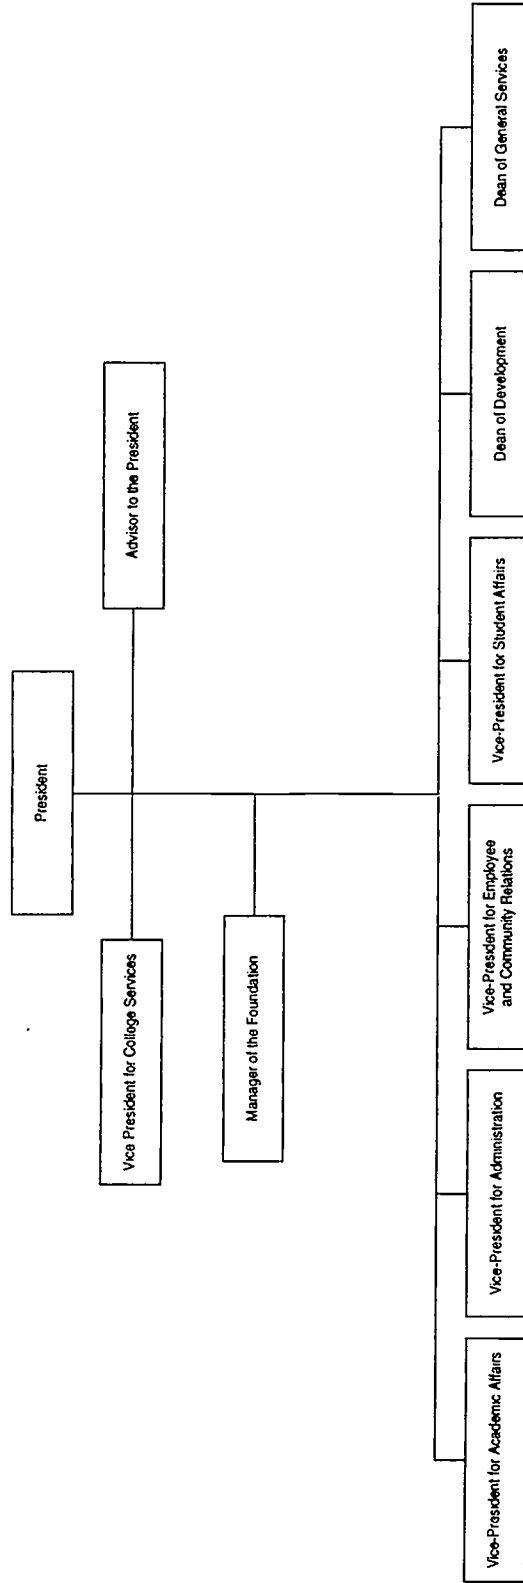 President
Vice President for College Services
Advisor to the President
Manager of the Foundation
Vice-President for Academic Affairs
Vice-President for Administration
Vice-President for Employee
and Community Relations
Vice-President for Student Affairs
Dean of Development
Dean of General Services